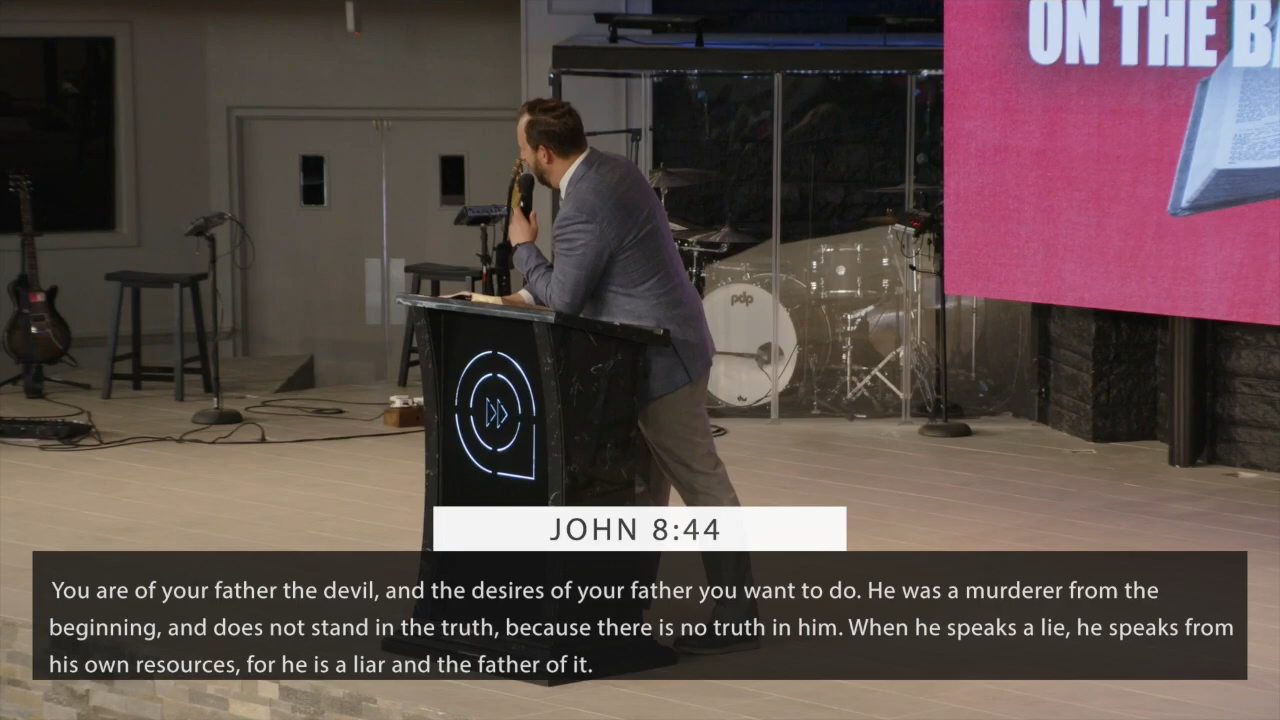 ON THE BA
pdp
JOHN 8:44
You are of your father the devil, and the desires of your father you want to do. He was a murderer from the
beginning, and does not stand in the truth, because there is no truth in him. When he speaks a lie, he speaks from
his own resources, for he is a liar and the father of it.